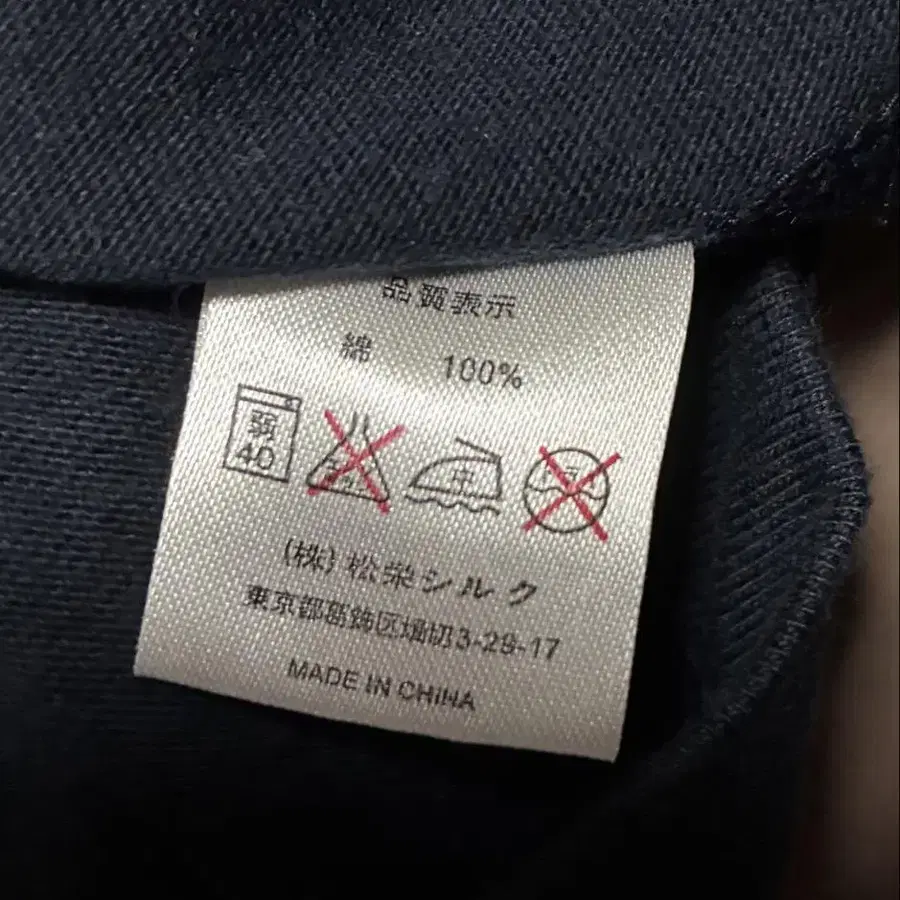 品質表示
綿 100%
弱 40 中
(株)松栄シルク
東京都葛飾区堀切3-29-17
MADE IN CHINA